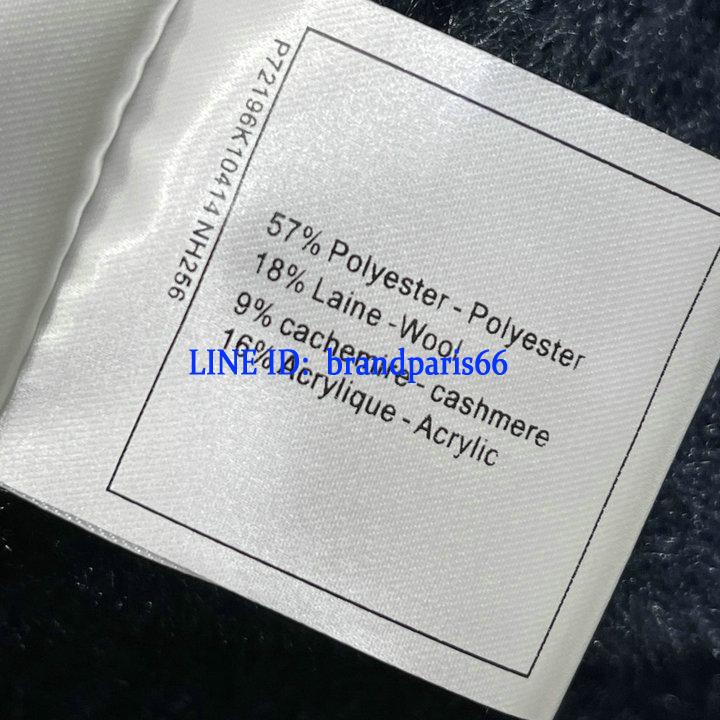 P72196K10414 NH256
57% Polyester - Polyester
18% Laine - Wool
9% cachemire - cashmere
16% Acrylique - Acrylic
LINE ID: brandparis66